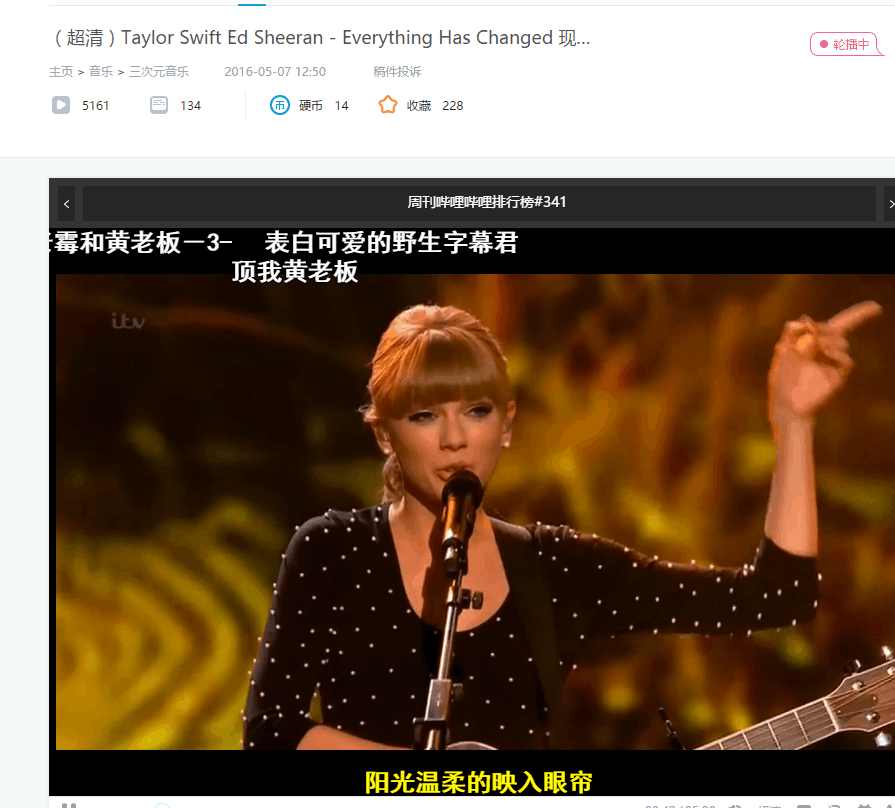 （超清）Taylor Swift Ed Sheeran - Everything Has Changed 现...
轮播中
主页 > 音乐 > 三次元音乐 2016-05-07 12:50 稿件投诉
5161 134 硬币 14 收藏 228
< 周刊哔哩哔哩排行榜#341 >
霉和黄老板－3－ 表白可爱的野生字幕君
顶我黄老板
itv
阳光温柔的映入眼帘